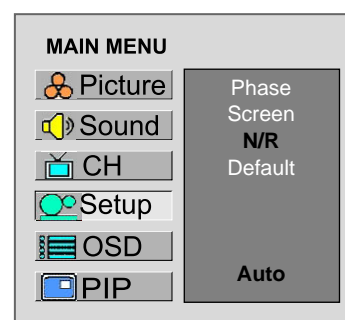 MAIN MENU
Picture
Sound
CH
Setup
OSD
PIP
Phase
Screen
N/R
Default
Auto